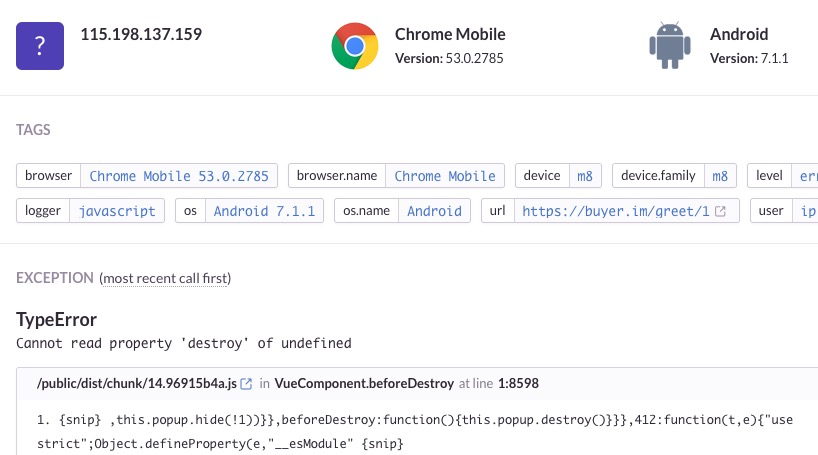 ? 115.198.137.159 Chrome Mobile Android
Version: 53.0.2785 Version: 7.1.1
TAGS
browser Chrome Mobile 53.0.2785 browser.name Chrome Mobile device m8 device.family m8 level err
logger javascript os Android 7.1.1 os.name Android url https://buyer.im/greet/1 user ip
EXCEPTION (most recent call first)
TypeError
Cannot read property 'destroy' of undefined
/public/dist/chunk/14.96915b4a.js in VueComponent.beforeDestroy at line 1:8598
1. {snip} ,this.popup.hide(!1))}},beforeDestroy:function(){this.popup.destroy()}}},412:function(t,e){"use
strict";Object.defineProperty(e,"__esModule" {snip}